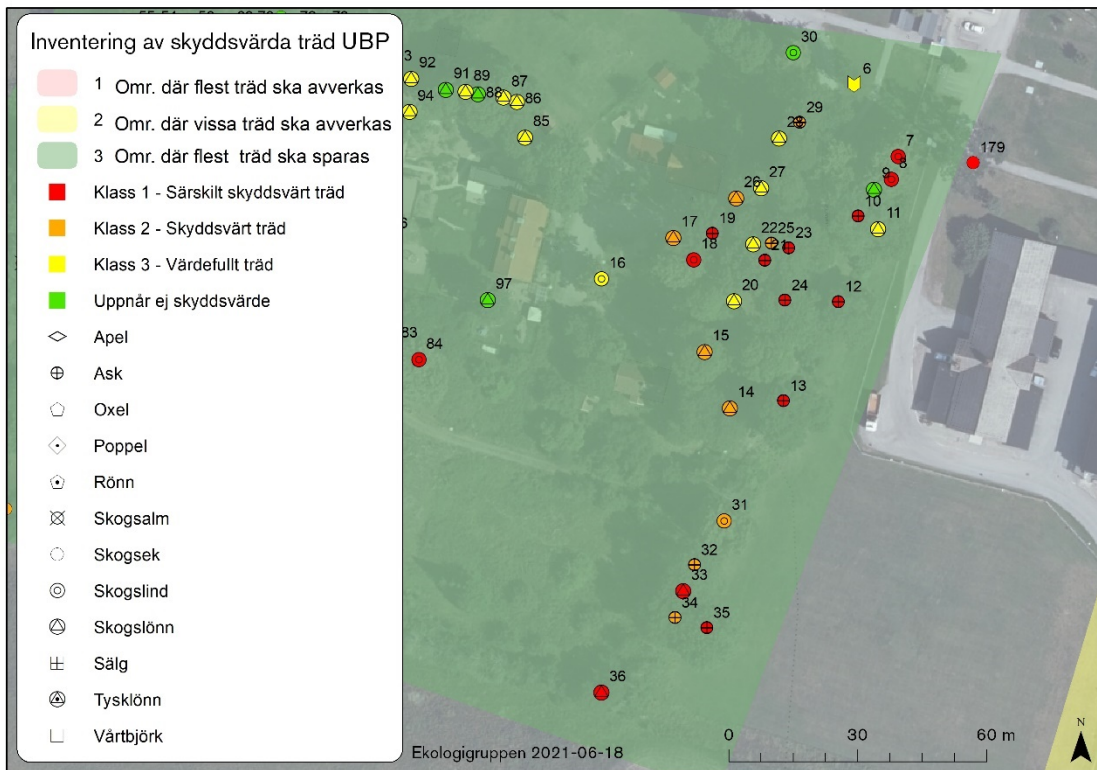 Inventering av skyddsvärda träd UBP
1 Omr. där flest träd ska avverkas
2 Omr. där vissa träd ska avverkas
3 Omr. där flest träd ska sparas
Klass 1 - Särskilt skyddsvärt träd
Klass 2 - Skyddsvärt träd
Klass 3 - Värdefullt träd
Uppnår ej skyddsvärde
Apel
Ask
Oxel
Poppel
Rönn
Skogsalm
Skogsek
Skogslind
Skogslönn
Sälg
Tysklönn
Vårtbjörk
30
6
3 92 91 89 88 87 86
94
85
29
28
7
8
179
9
10
11
27
26
19
17
18
22 25 23
21
16
20
24
12
97
15
83
84
14
13
31
32
33
34
35
36
0 30 60 m
N
Ekologigruppen 2021-06-18